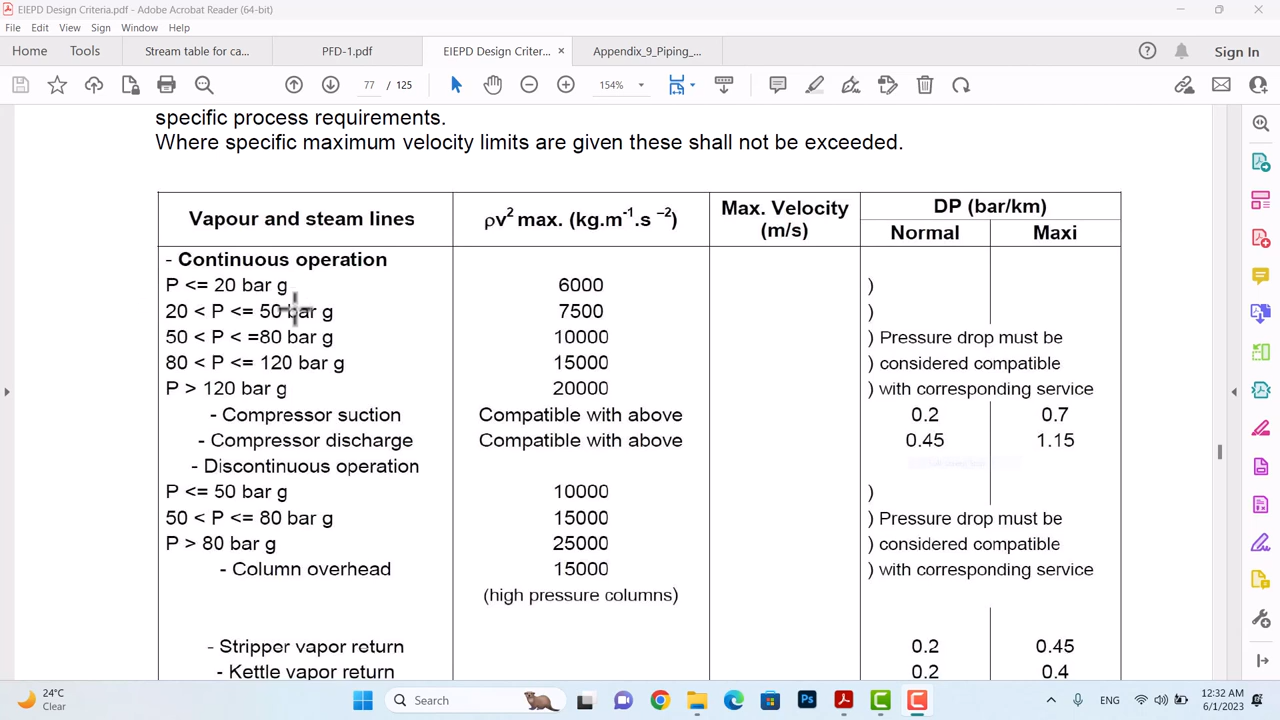 EIEPD Design Criteria.pdf - Adobe Acrobat Reader (64-bit)
File Edit View Sign Window Help
Home Tools Stream table for ca... PFD-1.pdf EIEPD Design Criter... × Appendix_9_Piping_... Sign In
77 / 125 154%
specific process requirements.
Where specific maximum velocity limits are given these shall not be exceeded.
Vapour and steam lines ρv² max. (kg.m⁻¹.s⁻²) Max. Velocity (m/s) DP (bar/km)
Normal Maxi
- Continuous operation
P <= 20 bar g 6000 )
20 < P <= 50 bar g 7500 )
50 < P < =80 bar g 10000 ) Pressure drop must be
80 < P <= 120 bar g 15000 ) considered compatible
P > 120 bar g 20000 ) with corresponding service
- Compressor suction Compatible with above 0.2 0.7
- Compressor discharge Compatible with above 0.45 1.15
- Discontinuous operation
P <= 50 bar g 10000 )
50 < P <= 80 bar g 15000 ) Pressure drop must be
P > 80 bar g 25000 ) considered compatible
- Column overhead 15000 ) with corresponding service
(high pressure columns)
- Stripper vapor return 0.2 0.45
- Kettle vapor return 0.2 0.4
24°C
Clear
Search
Ps
ENG
12:32 AM
6/1/2023